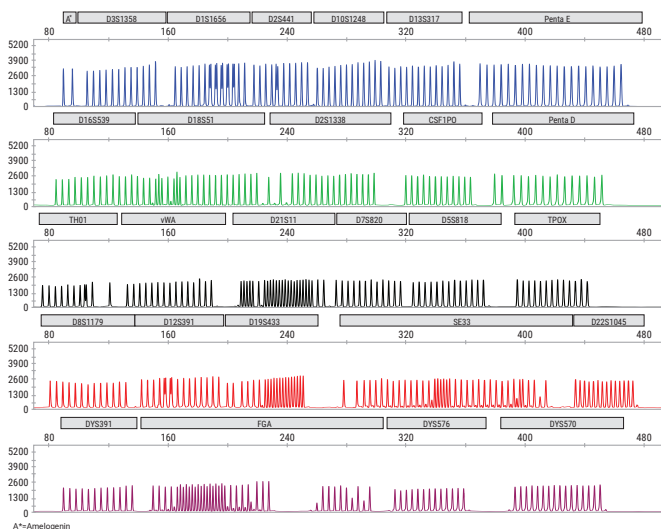 A* D3S1358 D1S1656 D2S441 D10S1248 D13S317 Penta E
80 160 240 320 400 480
5200
3900
2600
1300
0
D16S539 D18S51 D2S1338 CSF1PO Penta D
80 160 240 320 400 480
5200
3900
2600
1300
0
TH01 vWA D21S11 D7S820 D5S818 TPOX
80 160 240 320 400 480
5200
3900
2600
1300
0
D8S1179 D12S391 D19S433 SE33 D22S1045
80 160 240 320 400 480
5200
3900
2600
1300
0
DYS391 FGA DYS576 DYS570
80 160 240 320 400 480
5200
3900
2600
1300
0
A*=Amelogenin